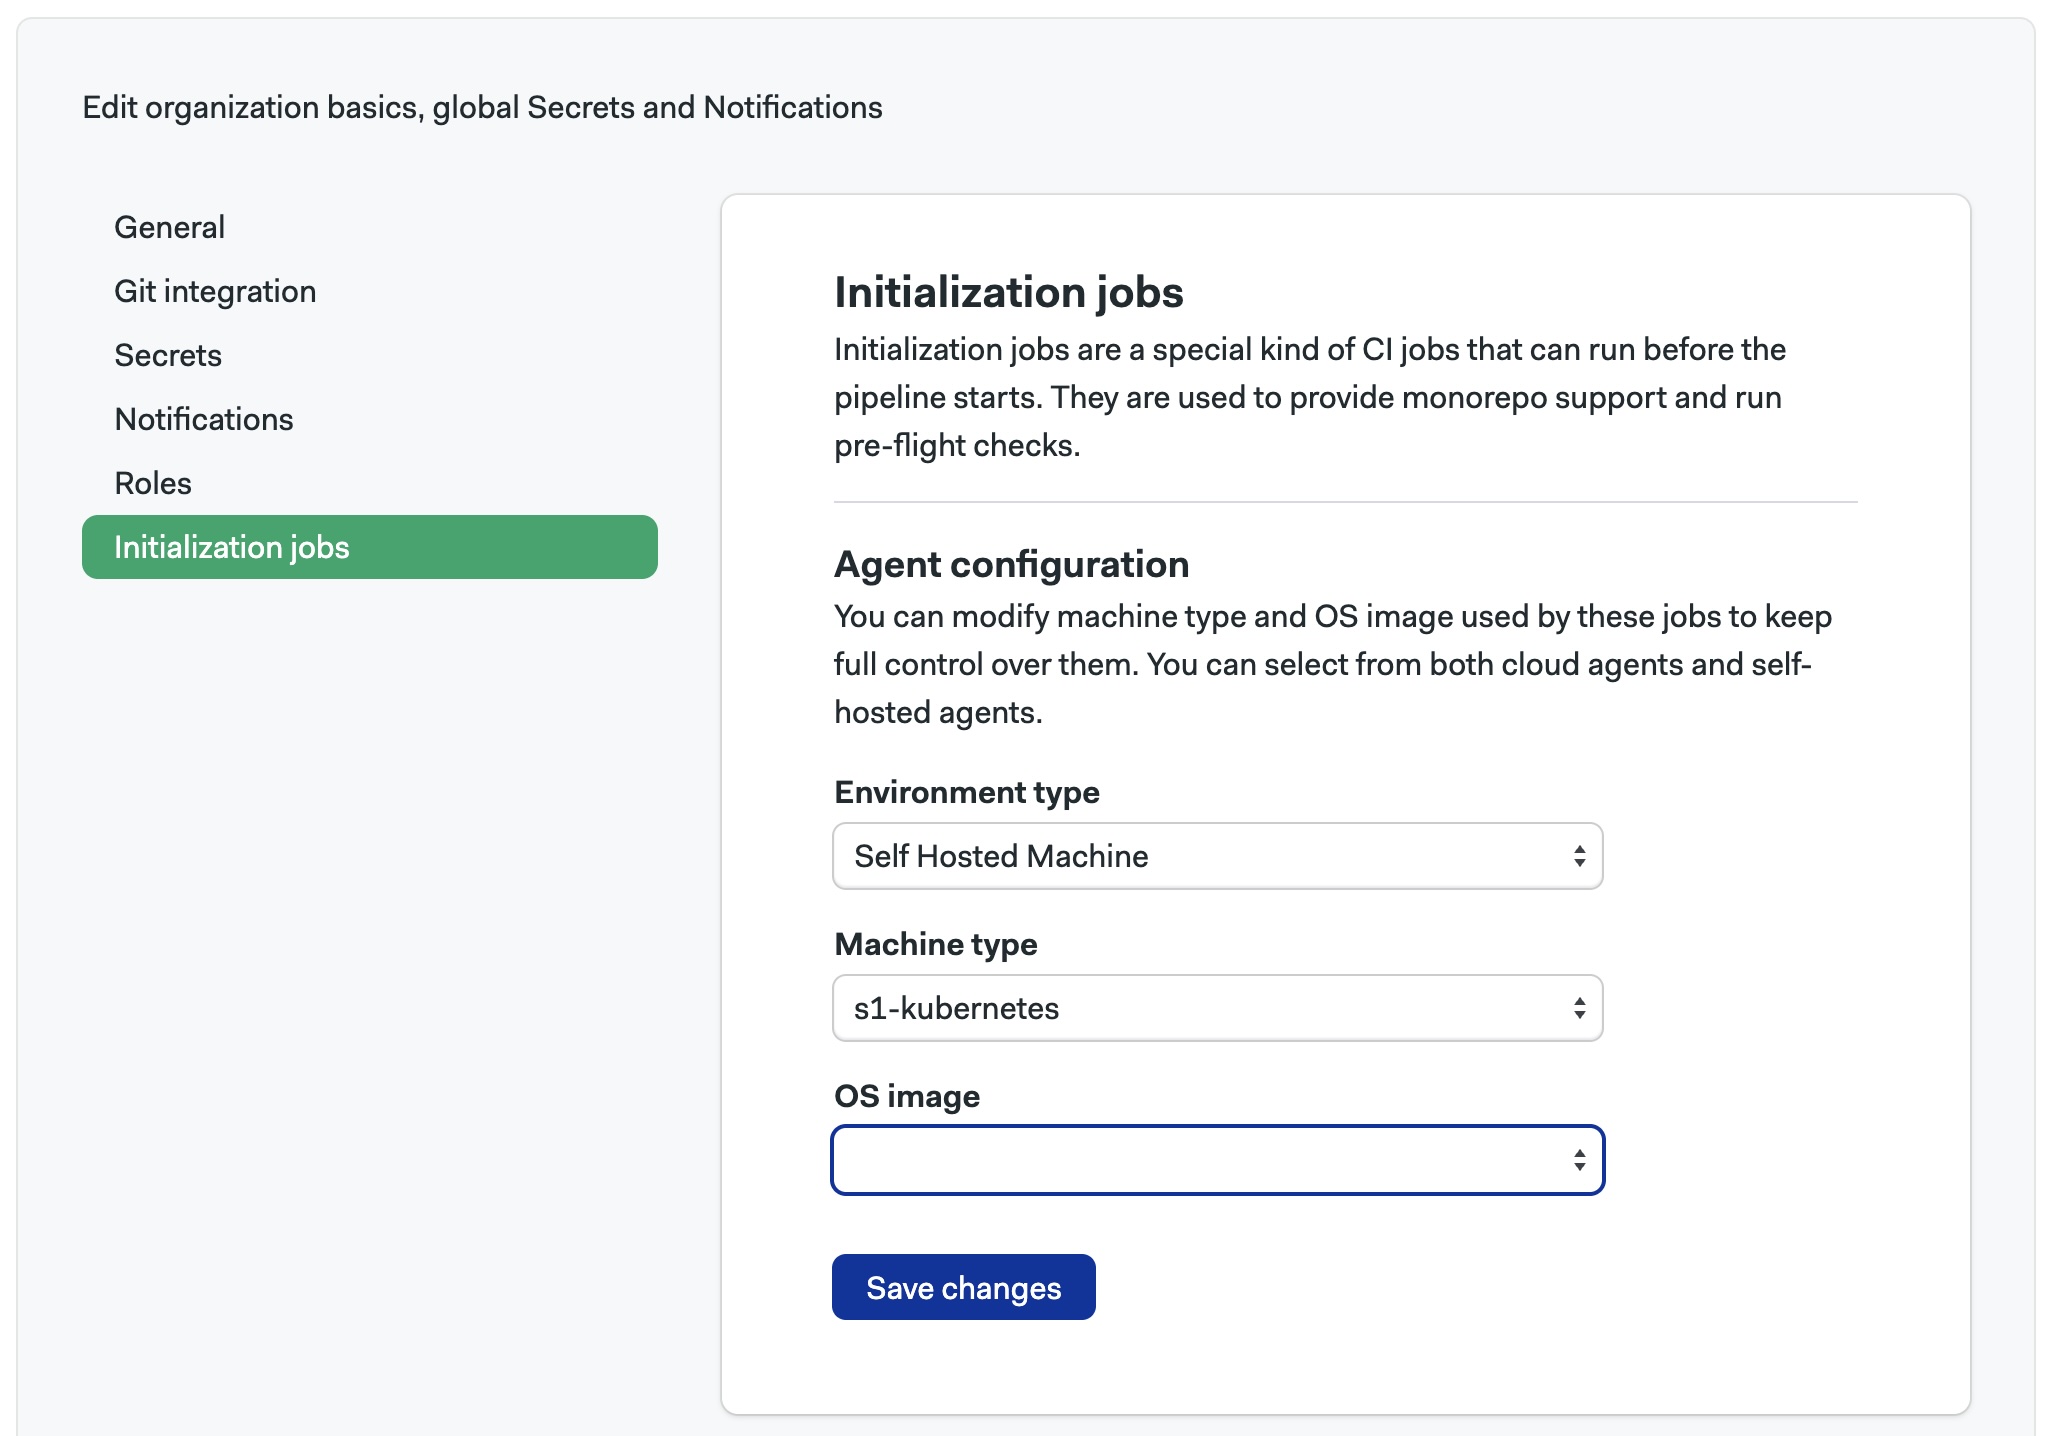 Edit organization basics, global Secrets and Notifications
General
Git integration
Secrets
Notifications
Roles
Initialization jobs
Initialization jobs
Initialization jobs are a special kind of CI jobs that can run before the
pipeline starts. They are used to provide monorepo support and run
pre-flight checks.
Agent configuration
You can modify machine type and OS image used by these jobs to keep
full control over them. You can select from both cloud agents and self-
hosted agents.
Environment type
Self Hosted Machine
Machine type
s1-kubernetes
OS image
Save changes